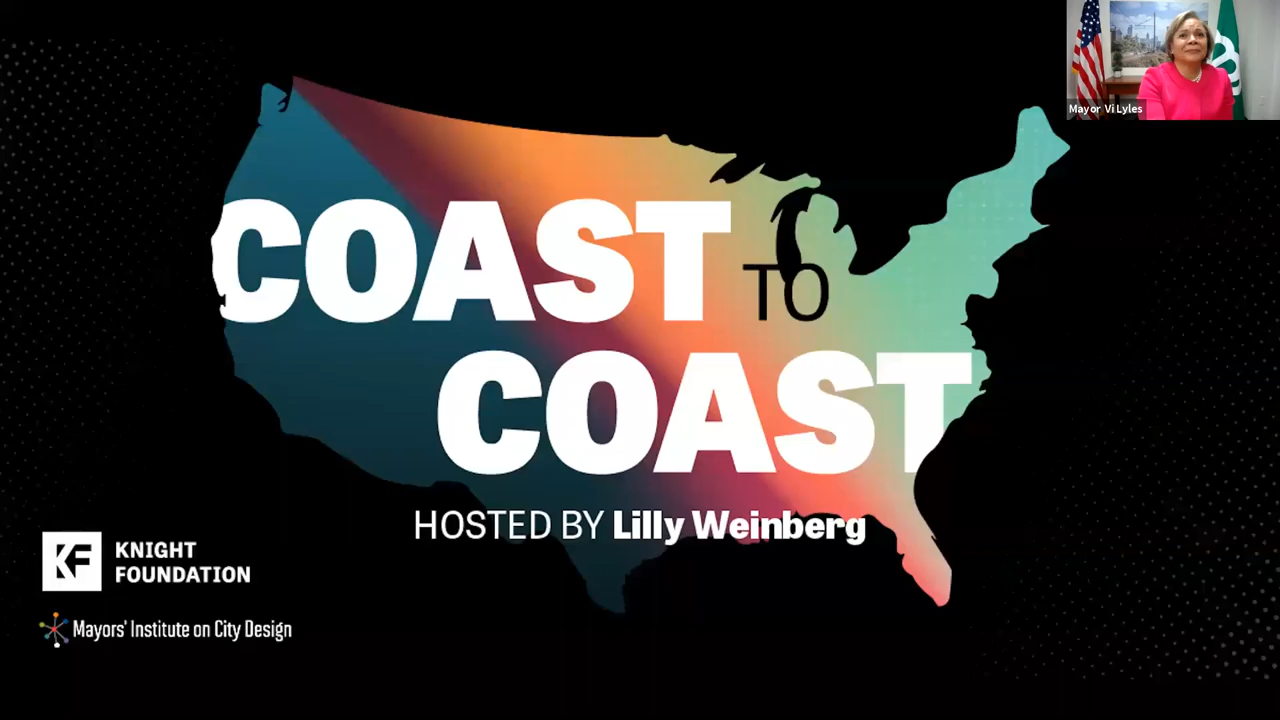 Mayor Vi Lyles
COAST TO
COAST
HOSTED BY Lilly Weinberg
KF
KNIGHT
FOUNDATION
Mayors' Institute on City Design